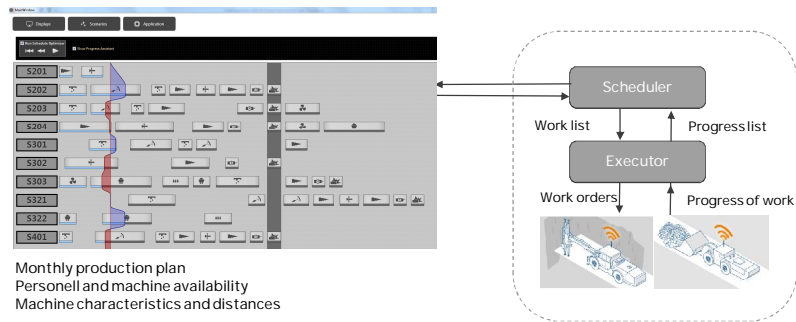 MainWindow
Displays
Scenarios
Application
Run Schedule Optimizer
Show Progress Assistant
S201
S202
S203
S204
S301
S302
S303
S321
S322
S401
Monthly production plan
Personell and machine availability
Machine characteristics and distances
Scheduler
Work list
Progress list
Executor
Work orders
Progress of work